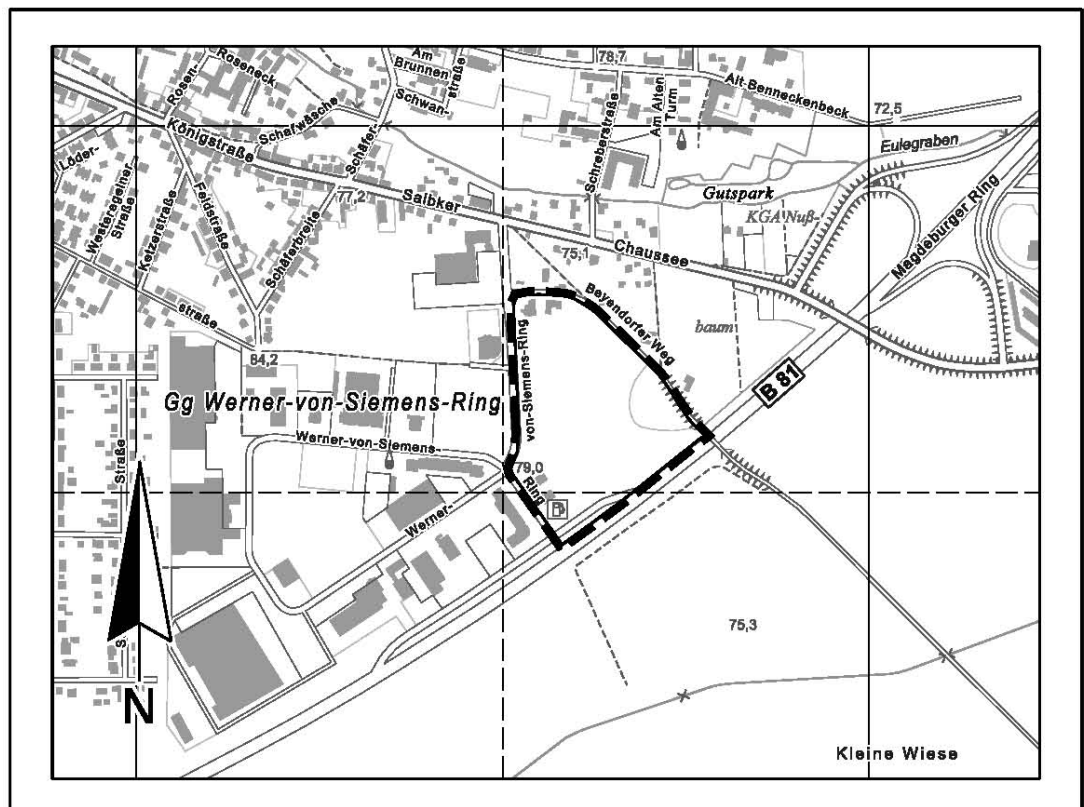 78,7
Roseneck
Am
Brunnen
Schwan-
straße
Rosen-
Am Alten
Turm
Alt-Benneckenbeck
72,5
Scharwäsche
Schäfer-
Königstraße
Löder-
Westeregelner
Straße
Ketzerstraße
Feldstraße
77,2
Schäferbreite
Salbker
Schreberstraße
Chaussee
75,1
Gutspark
KGA Nuß-
baum
Eulegraben
Magdeburger Ring
straße
84,2
Beyendorfer Weg
von-Siemens-Ring
B 81
Gg Werner-von-Siemens-Ring
Werner-von-Siemens-
79,0
Ring
Werner-
Straße
75,3
N
Kleine Wiese